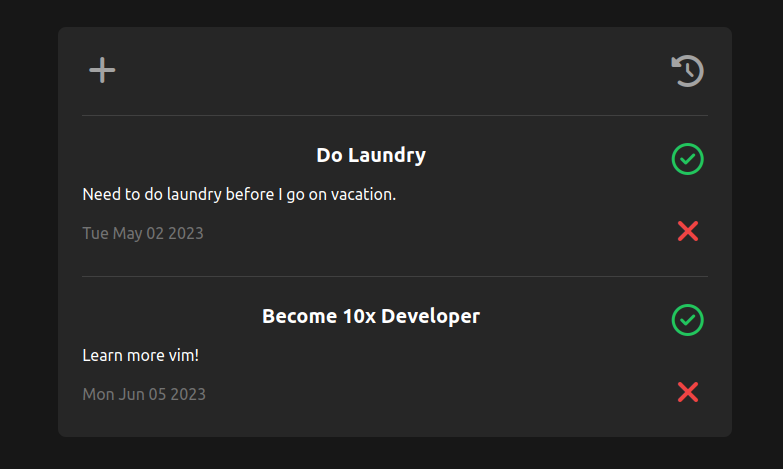 Do Laundry
Need to do laundry before I go on vacation.
Tue May 02 2023
Become 10x Developer
Learn more vim!
Mon Jun 05 2023